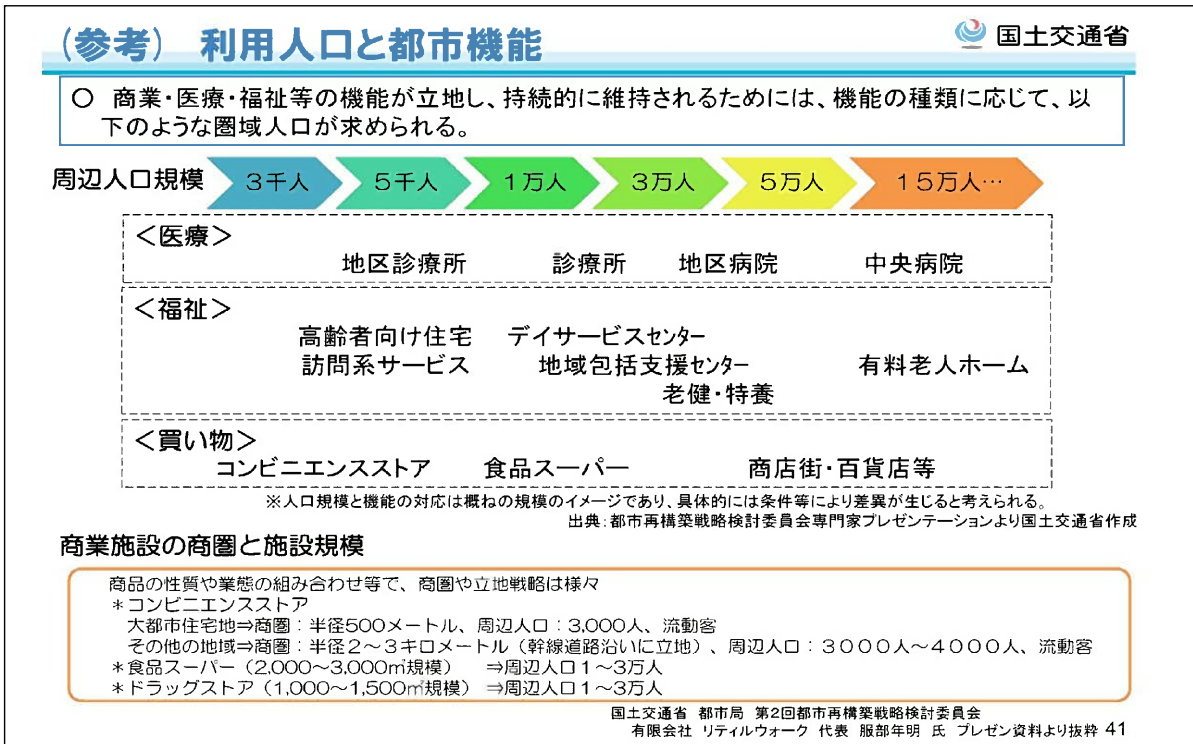 (参考) 利用人口と都市機能
国土交通省
○ 商業・医療・福祉等の機能が立地し、持続的に維持されるためには、機能の種類に応じて、以
下のような圏域人口が求められる。
周辺人口規模 3千人 5千人 1万人 3万人 5万人 15万人…
<医療>
地区診療所 診療所 地区病院 中央病院
<福祉>
高齢者向け住宅 デイサービスセンター
訪問系サービス 地域包括支援センター 有料老人ホーム
老健・特養
<買い物>
コンビニエンスストア 食品スーパー 商店街・百貨店等
※人口規模と機能の対応は概ねの規模のイメージであり、具体的には条件等により差異が生じると考えられる。
出典:都市再構築戦略検討委員会専門家プレゼンテーションより国土交通省作成
商業施設の商圏と施設規模
商品の性質や業態の組み合わせ等で、商圏や立地戦略は様々
*コンビニエンスストア
大都市住宅地⇒商圏:半径500メートル、周辺人口:3,000人、流動客
その他の地域⇒商圏:半径2~3キロメートル(幹線道路沿いに立地)、周辺人口:3000人~4000人、流動客
*食品スーパー(2,000~3,000㎡規模) ⇒周辺人口1~3万人
*ドラッグストア(1,000~1,500㎡規模) ⇒周辺人口1~3万人
国土交通省 都市局 第2回都市再構築戦略検討委員会
有限会社 リティルウォーク 代表 服部年明 氏 プレゼン資料より抜粋 41